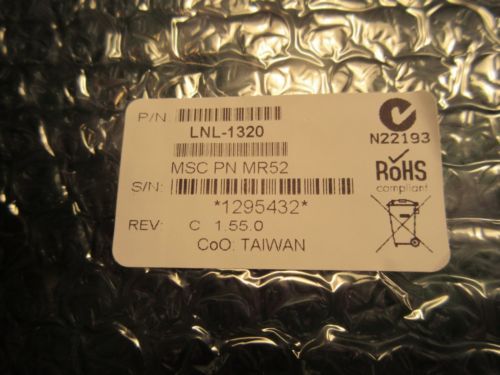 P/N:
LNL-1320
MSC PN MR52
S/N:
*1295432*
REV: C 1.55.0
CoO: TAIWAN
N22193
RoHS
compliant